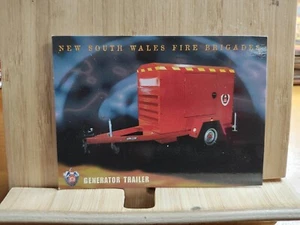 NEW SOUTH WALES FIRE BRIGADES
GENERATOR TRAILER